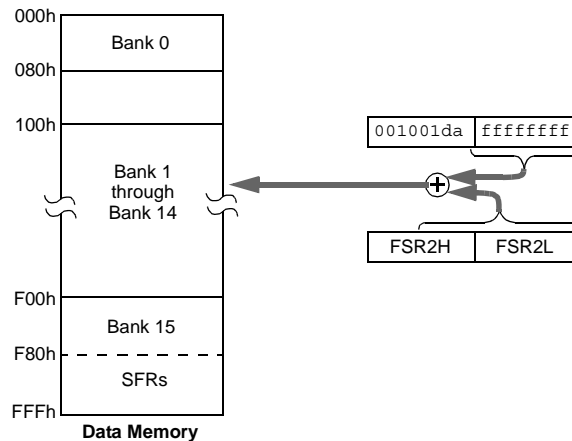 000h
Bank 0
080h
100h
001001da ffffffff
Bank 1
through
Bank 14
FSR2H FSR2L
F00h
Bank 15
F80h
SFRs
FFFh
Data Memory